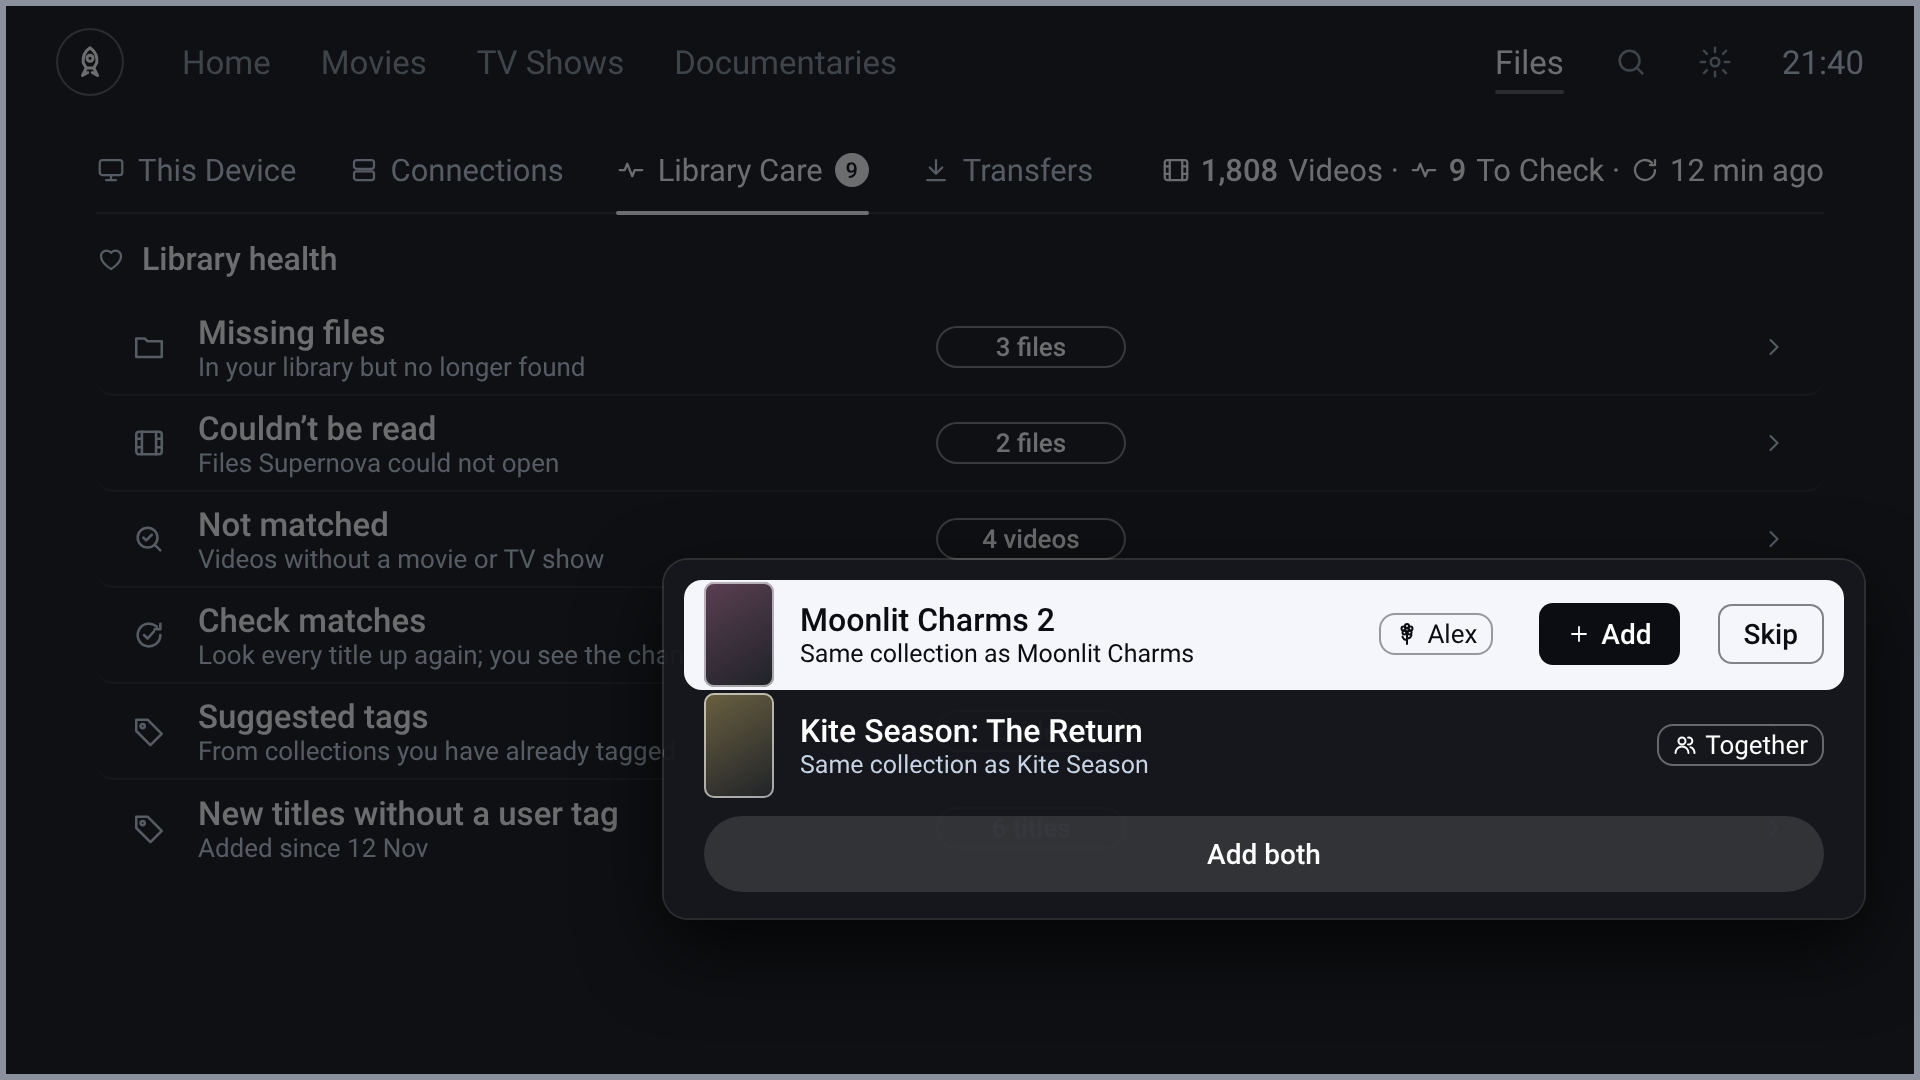 Home Movies TV Shows Documentaries Files 21:40
This Device Connections Library Care 9 Transfers 1,808 Videos · 9 To Check · 12 min ago
Library health
Missing files
In your library but no longer found
3 files
Couldn’t be read
Files Supernova could not open
2 files
Not matched
Videos without a movie or TV show
4 videos
Check matches
Look every title up again; you see the
Suggested tags
From collections you have already tagged
New titles without a user tag
Added since 12 Nov
6 titles
Moonlit Charms 2
Same collection as Moonlit Charms
Alex + Add Skip
Kite Season: The Return
Same collection as Kite Season
Together
Add both